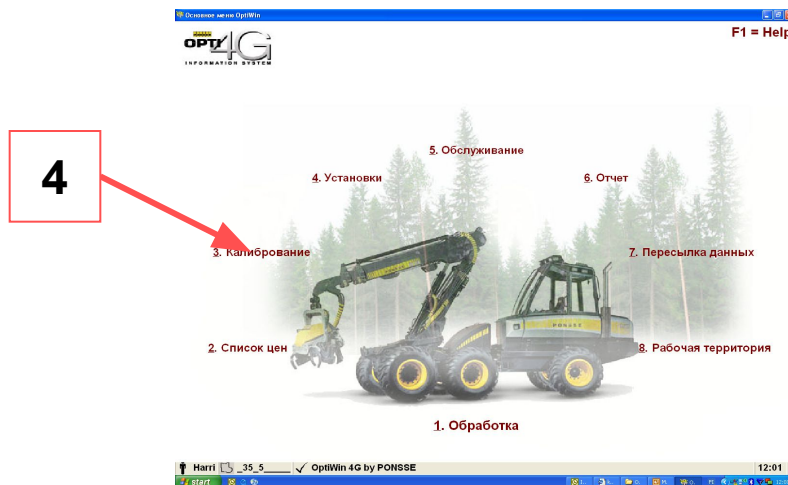 Основное меню OptiWin
OPTI 4G
INFORMATION SYSTEM
F1 = Help
5. Обслуживание
4. Установки
6. Отчет
4
3. Калибрование
7. Пересылка данных
PONSSE
2. Список цен
8. Рабочая территория
1. Обработка
Harri _35_5_____ OptiWin 4G by PONSSE 12:01
start